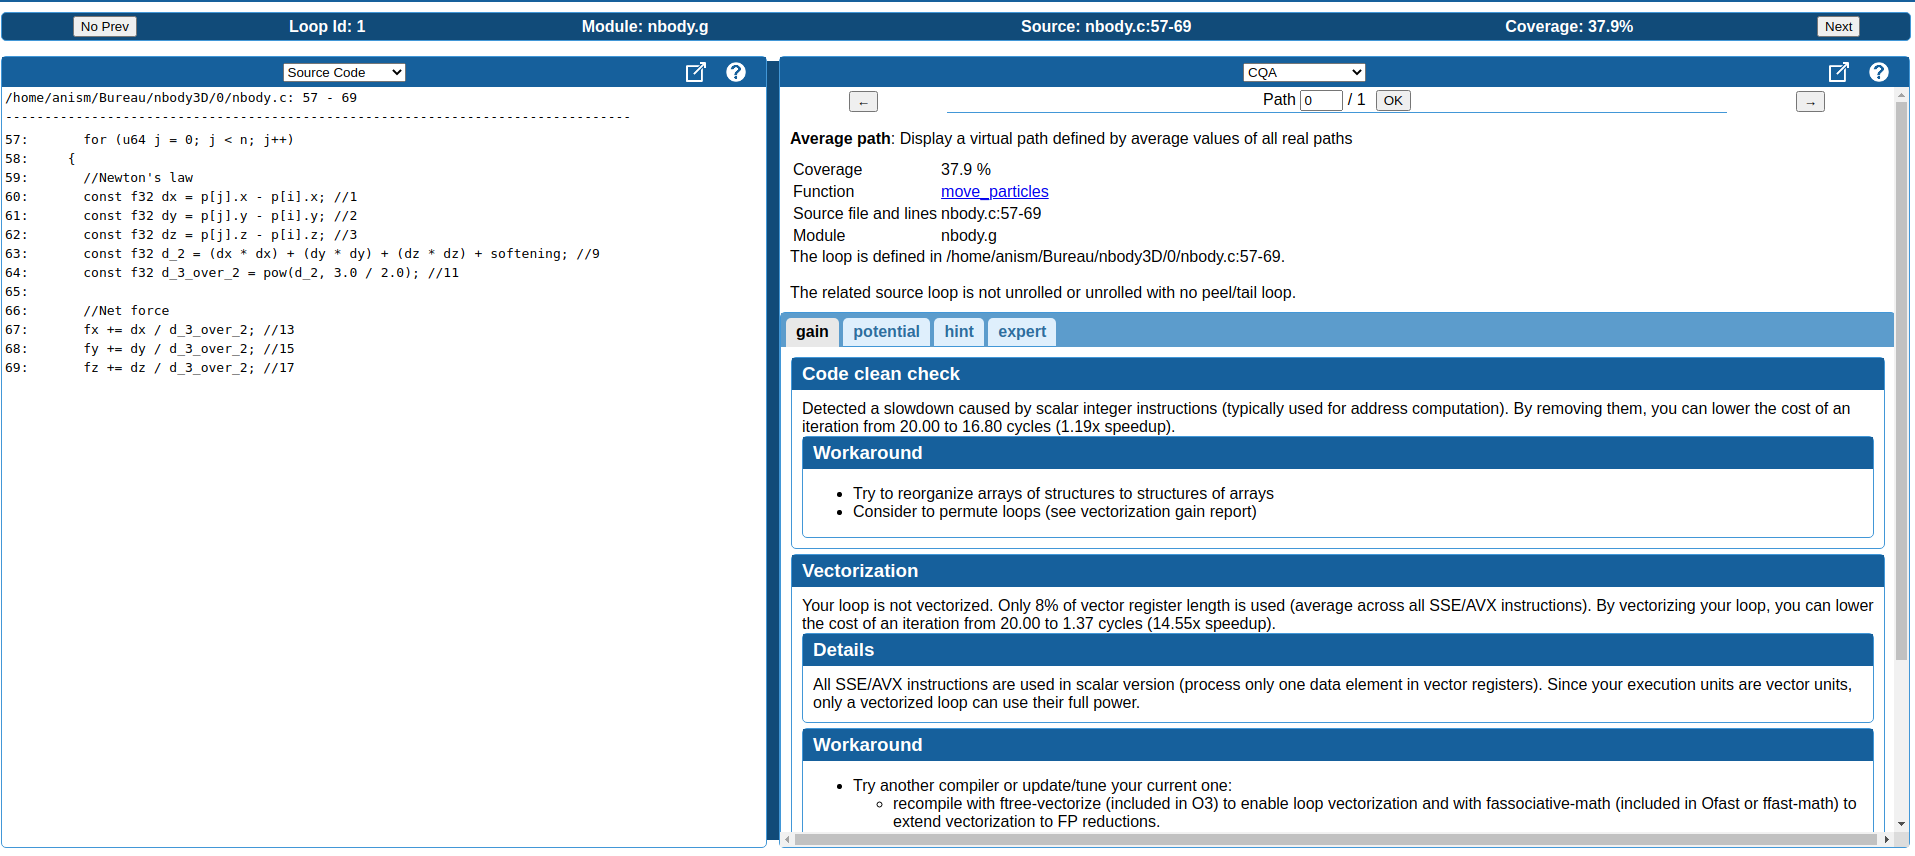 No Prev Loop Id: 1 Module: nbody.g Source: nbody.c:57-69 Coverage: 37.9% Next
Source Code
/home/anism/Bureau/nbody3D/0/nbody.c: 57 - 69
--------------------------------------------------------------------------------
57:       for (u64 j = 0; j < n; j++)
58:     {
59:       //Newton's law
60:       const f32 dx = p[j].x - p[i].x; //1
61:       const f32 dy = p[j].y - p[i].y; //2
62:       const f32 dz = p[j].z - p[i].z; //3
63:       const f32 d_2 = (dx * dx) + (dy * dy) + (dz * dz) + softening; //9
64:       const f32 d_3_over_2 = pow(d_2, 3.0 / 2.0); //11
65:
66:       //Net force
67:       fx += dx / d_3_over_2; //13
68:       fy += dy / d_3_over_2; //15
69:       fz += dz / d_3_over_2; //17
CQA
← Path 0 / 1 OK →
Average path: Display a virtual path defined by average values of all real paths
Coverage 37.9 %
Function move_particles
Source file and lines nbody.c:57-69
Module nbody.g
The loop is defined in /home/anism/Bureau/nbody3D/0/nbody.c:57-69.
The related source loop is not unrolled or unrolled with no peel/tail loop.
gain potential hint expert
Code clean check
Detected a slowdown caused by scalar integer instructions (typically used for address computation). By removing them, you can lower the cost of an
iteration from 20.00 to 16.80 cycles (1.19x speedup).
Workaround
• Try to reorganize arrays of structures to structures of arrays
• Consider to permute loops (see vectorization gain report)
Vectorization
Your loop is not vectorized. Only 8% of vector register length is used (average across all SSE/AVX instructions). By vectorizing your loop, you can lower
the cost of an iteration from 20.00 to 1.37 cycles (14.55x speedup).
Details
All SSE/AVX instructions are used in scalar version (process only one data element in vector registers). Since your execution units are vector units,
only a vectorized loop can use their full power.
Workaround
• Try another compiler or update/tune your current one:
◦ recompile with ftree-vectorize (included in O3) to enable loop vectorization and with fassociative-math (included in Ofast or ffast-math) to
extend vectorization to FP reductions.